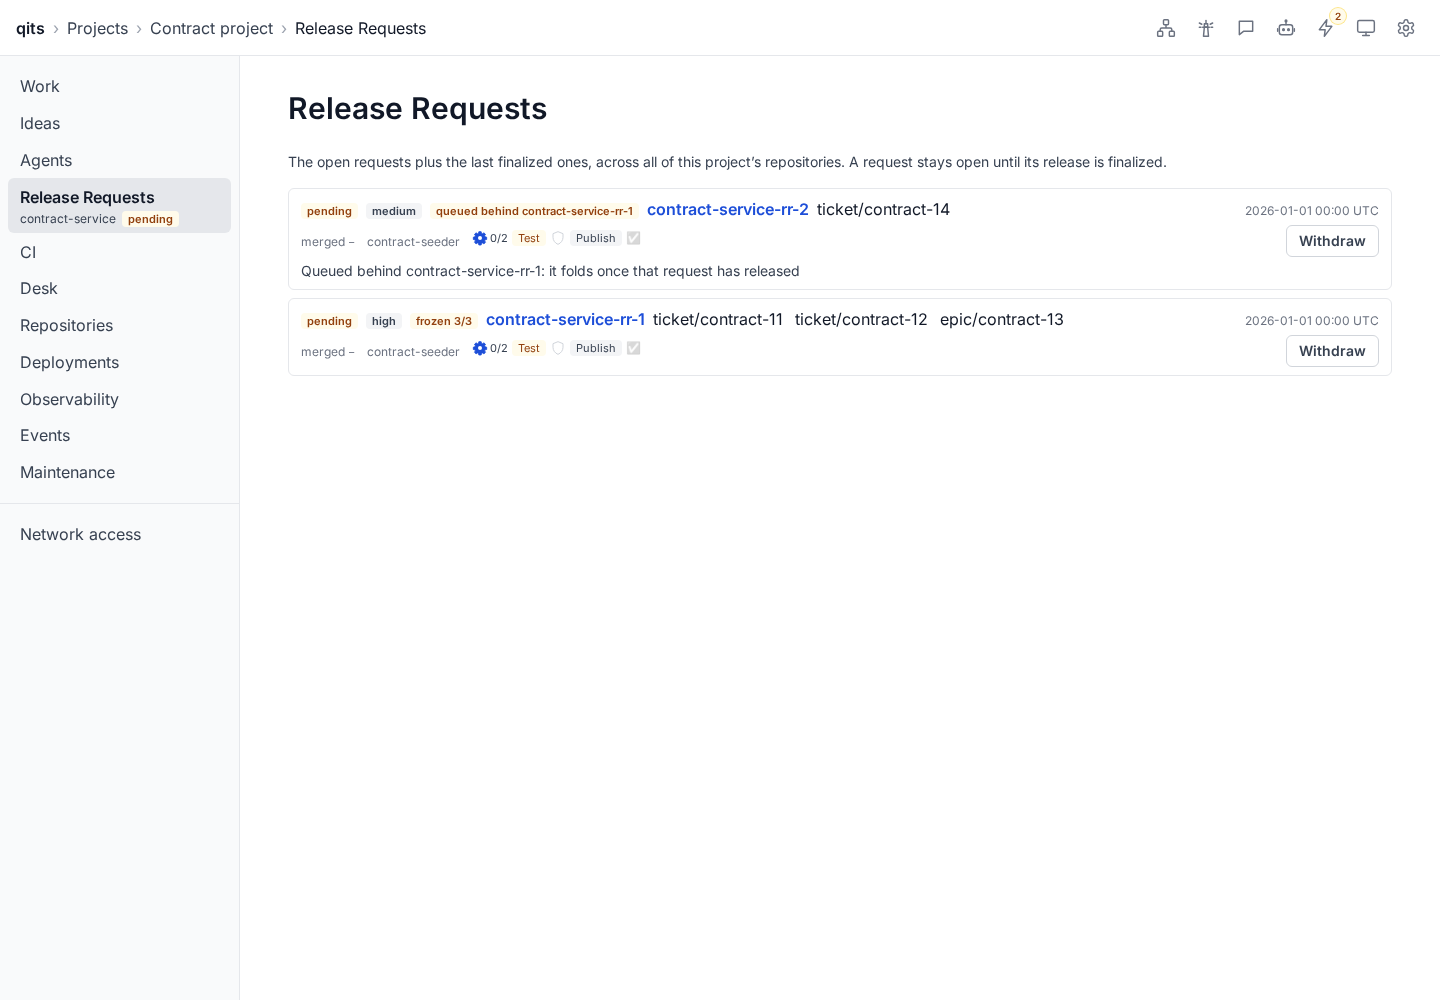 qits › Projects › Contract project › Release Requests
2
Work
Ideas
Agents
Release Requests
contract-service pending
CI
Desk
Repositories
Deployments
Observability
Events
Maintenance
Network access
Release Requests
The open requests plus the last finalized ones, across all of this project’s repositories. A request stays open until its release is finalized.
pending medium queued behind contract-service-rr-1 contract-service-rr-2 ticket/contract-14 2026-01-01 00:00 UTC
merged – contract-seeder 0/2 Test Publish Withdraw
Queued behind contract-service-rr-1: it folds once that request has released
pending high frozen 3/3 contract-service-rr-1 ticket/contract-11 ticket/contract-12 epic/contract-13 2026-01-01 00:00 UTC
merged – contract-seeder 0/2 Test Publish Withdraw